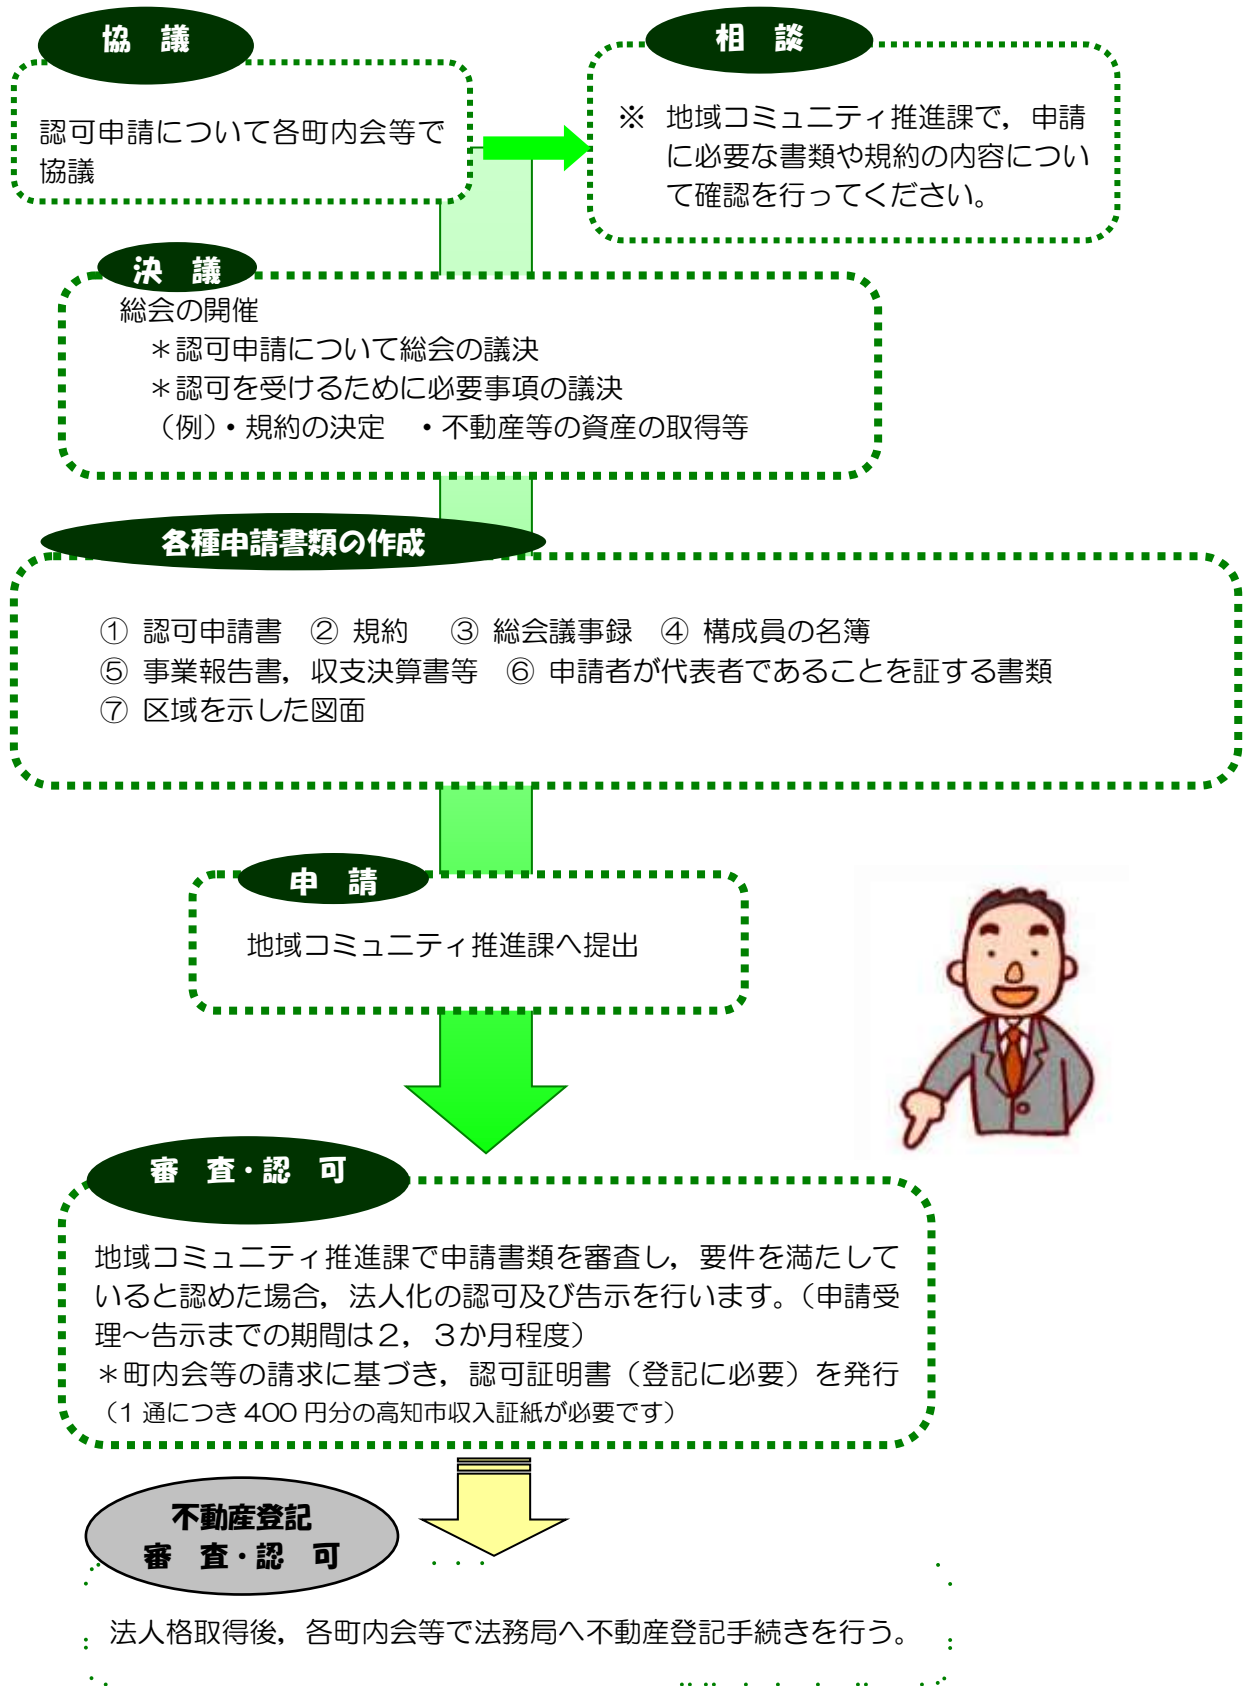 協　議
認可申請について各町内会等で
協議
相　談
※　地域コミュニティ推進課で，申請
に必要な書類や規約の内容につい
て確認を行ってください。
決　議
総会の開催
＊認可申請について総会の議決
＊認可を受けるために必要事項の議決
（例）・規約の決定　・不動産等の資産の取得等
各種申請書類の作成
① 認可申請書　② 規約　③ 総会議事録　④ 構成員の名簿
⑤ 事業報告書，収支決算書等　⑥ 申請者が代表者であることを証する書類
⑦ 区域を示した図面
申　請
地域コミュニティ推進課へ提出
審　査・認　可
地域コミュニティ推進課で申請書類を審査し，要件を満たして
いると認めた場合，法人化の認可及び告示を行います。（申請受
理～告示までの期間は２，３か月程度）
＊町内会等の請求に基づき，認可証明書（登記に必要）を発行
（1 通につき 400 円分の高知市収入証紙が必要です）
不動産登記
審　査・認　可
法人格取得後，各町内会等で法務局へ不動産登記手続きを行う。